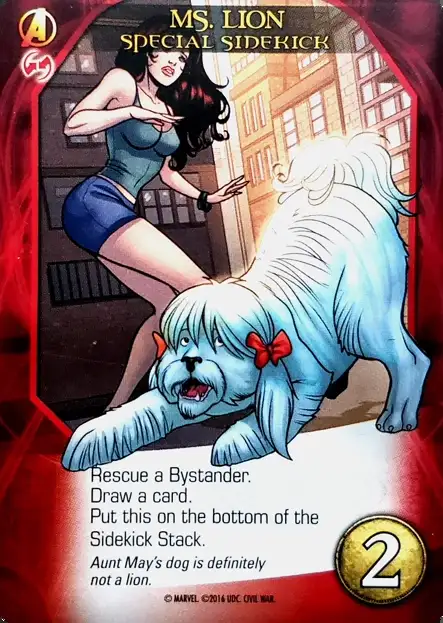 MS. LION
SPECIAL SIDEKICK
Rescue a Bystander.
Draw a card.
Put this on the bottom of the
Sidekick Stack.
Aunt May's dog is definitely
not a lion.
2
© MARVEL. ©2016 UDC. CIVIL WAR.